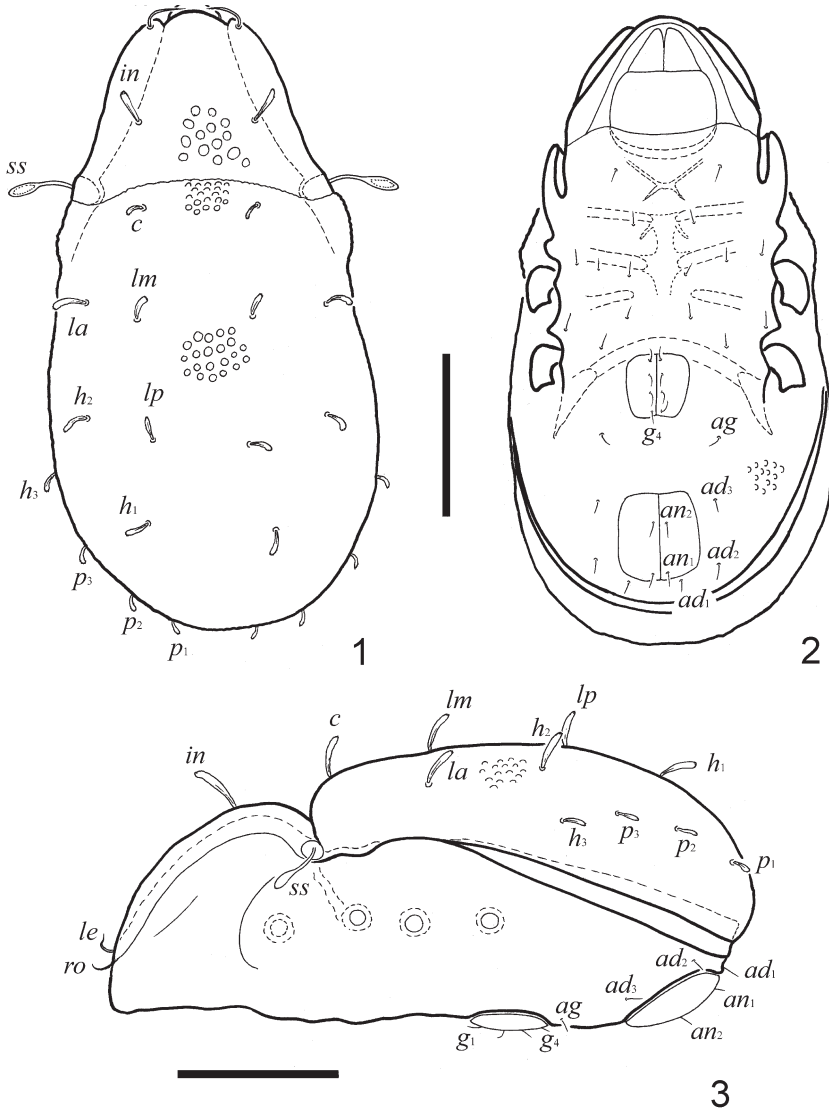 in
ss
c
lm
la
h2
lp
h3
h1
p3
p2
p1
1
g4
ag
ad3
an2
an1
ad2
ad1
2
lp
lm
h2
c
in
la
h1
h3
p3
p2
p1
ss
le
ro
ad2
ad1
ad3
an1
ag
an2
g1
g4
3